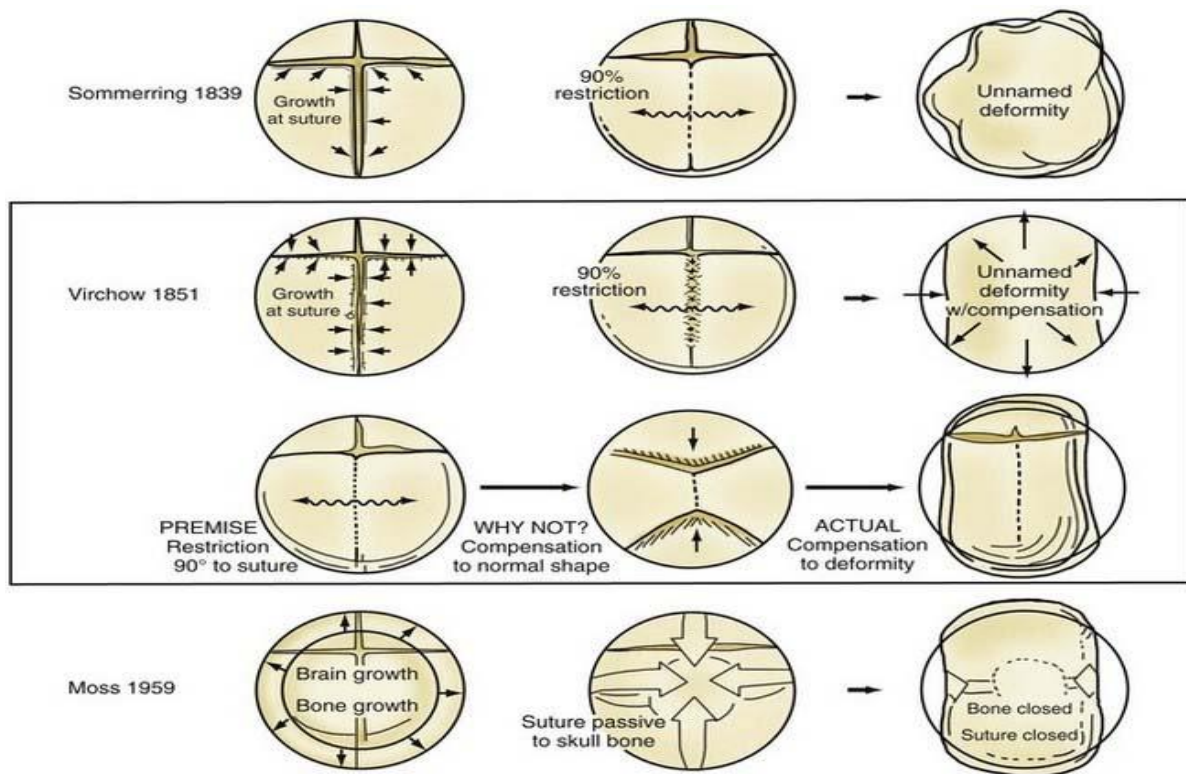 Sommerring 1839
Growth
at suture
90%
restriction
Unnamed
deformity
Virchow 1851
Growth
at suture
90%
restriction
Unnamed
deformity
w/compensation
PREMISE
Restriction
90° to suture
WHY NOT?
Compensation
to normal shape
ACTUAL
Compensation
to deformity
Moss 1959
Brain growth
Bone growth
Suture passive
to skull bone
Bone closed
Suture closed